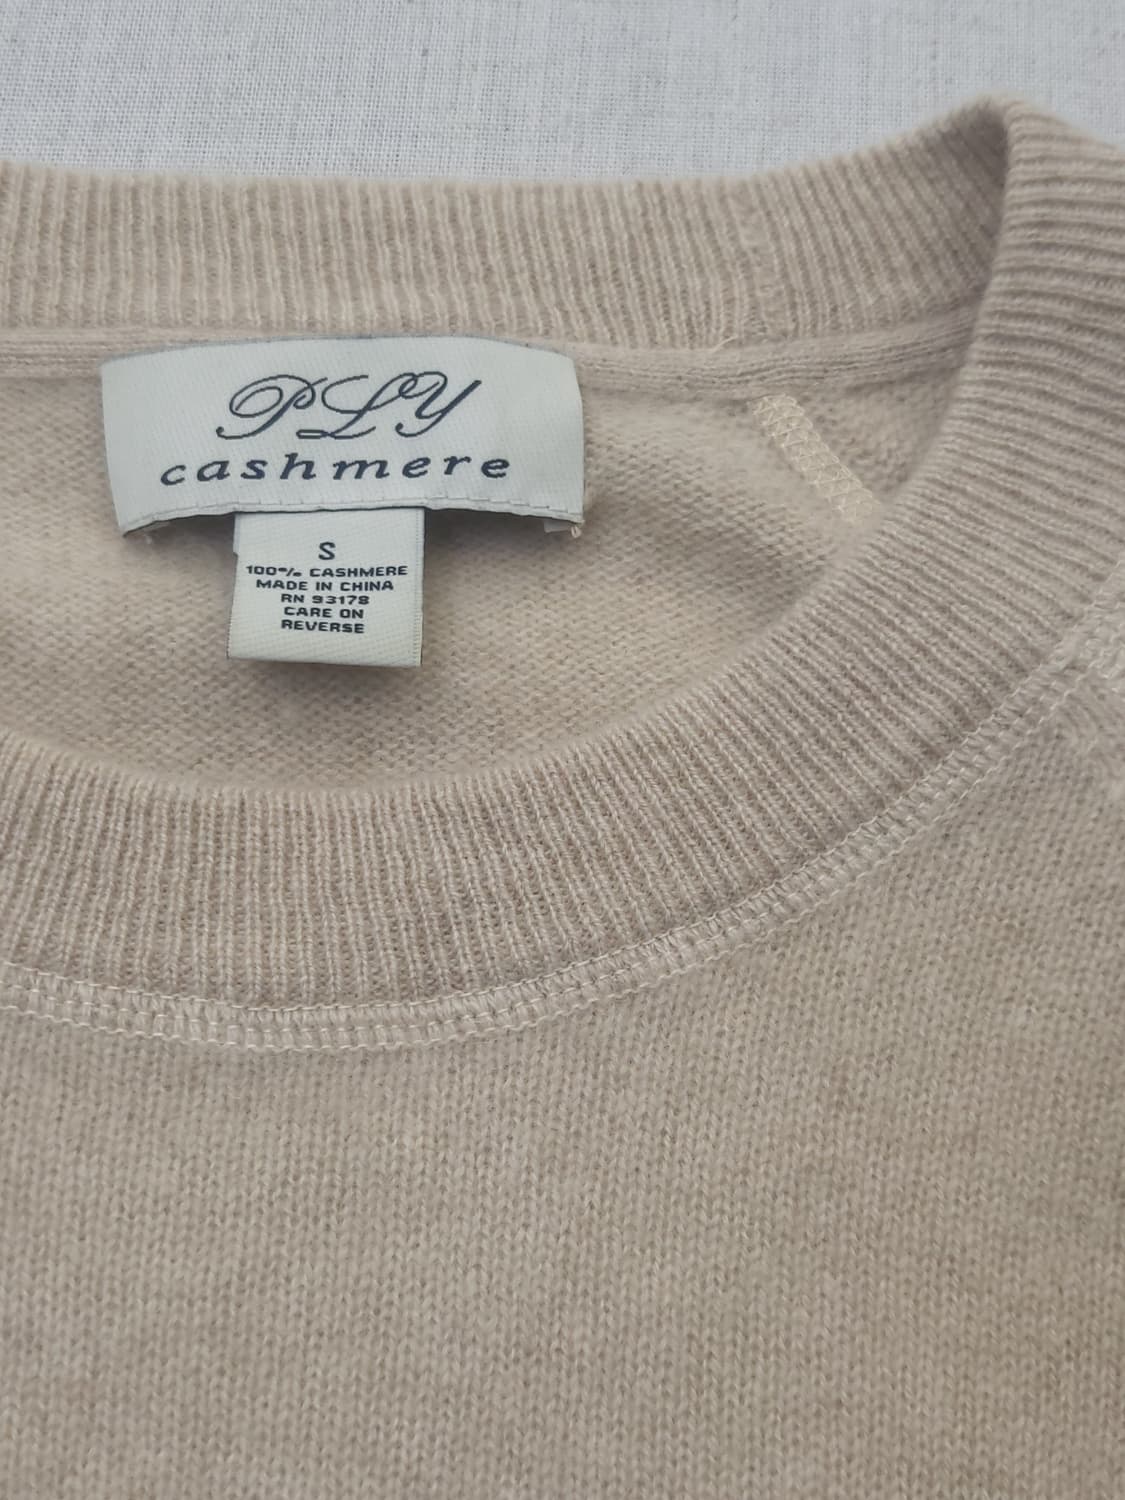 PLY
cashmere
S
100% CASHMERE
MADE IN CHINA
RN 93178
CARE ON
REVERSE